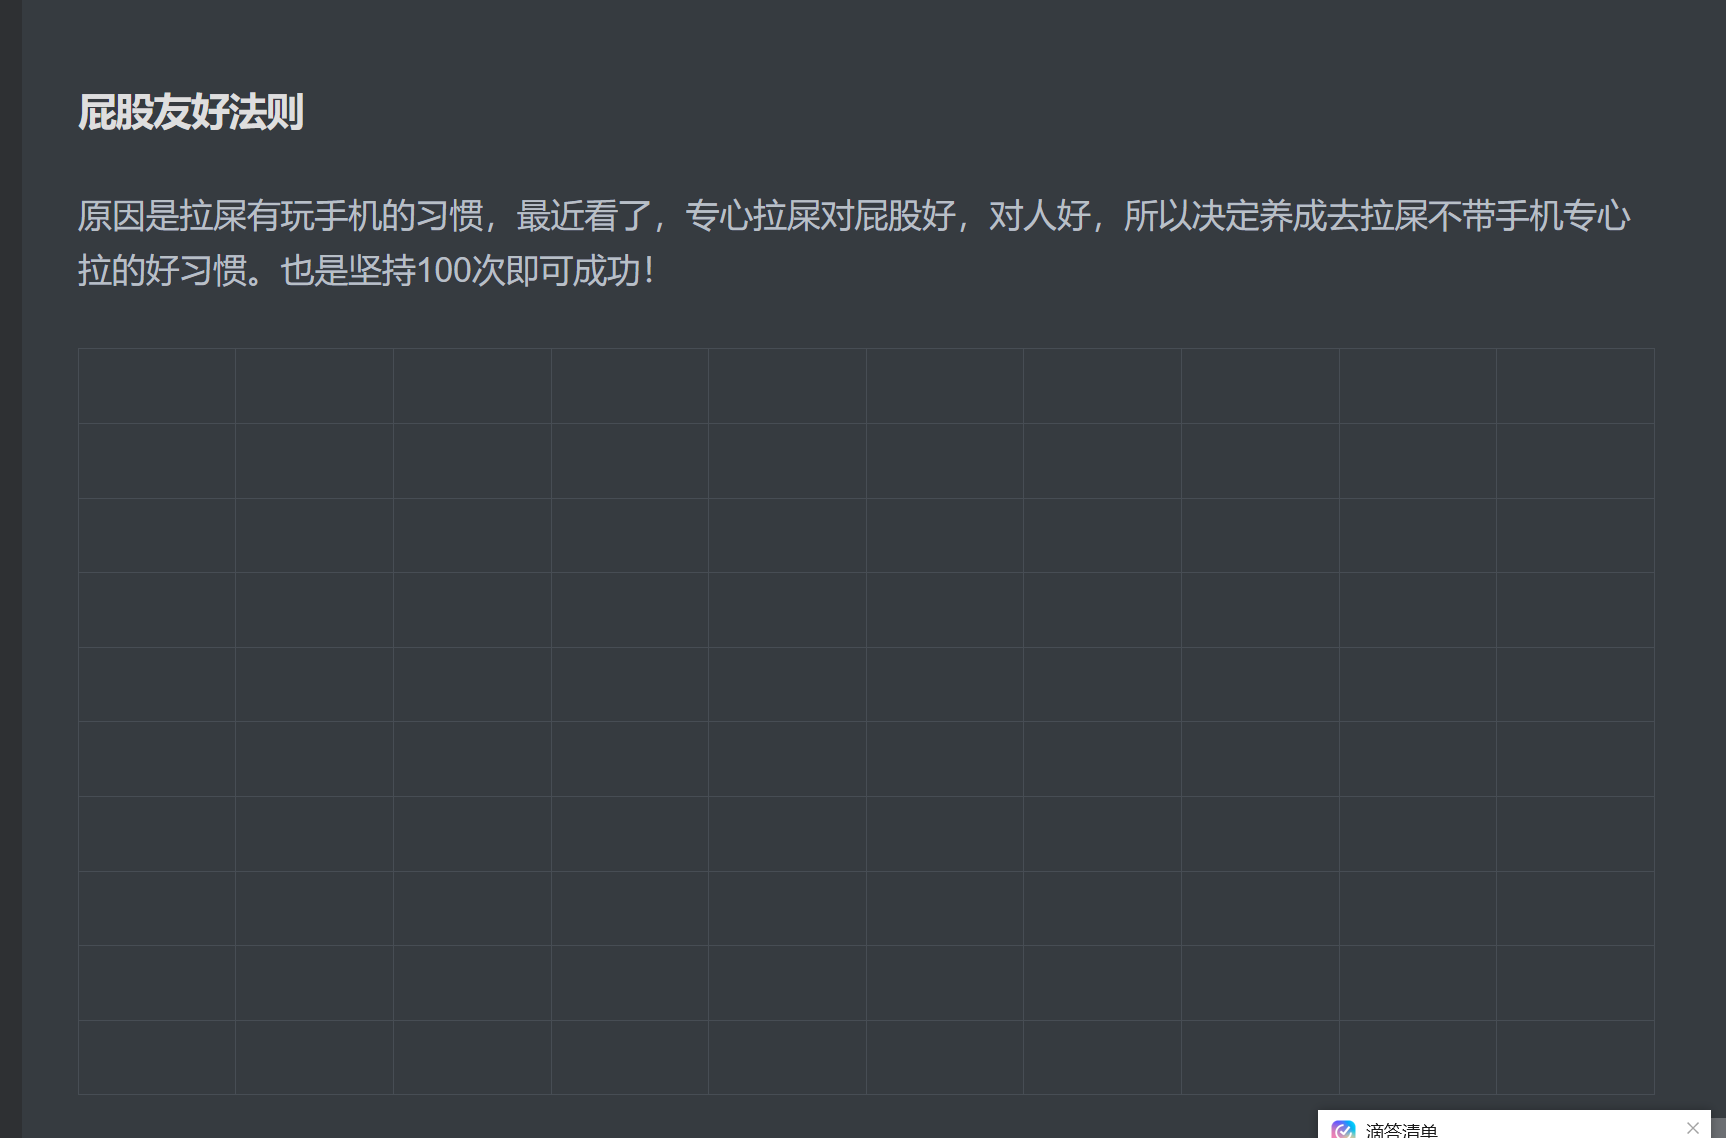 屁股友好法则
原因是拉屎有玩手机的习惯，最近看了，专心拉屎对屁股好，对人好，所以决定养成去拉屎不带手机专心
拉的好习惯。也是坚持100次即可成功！
滴答清单